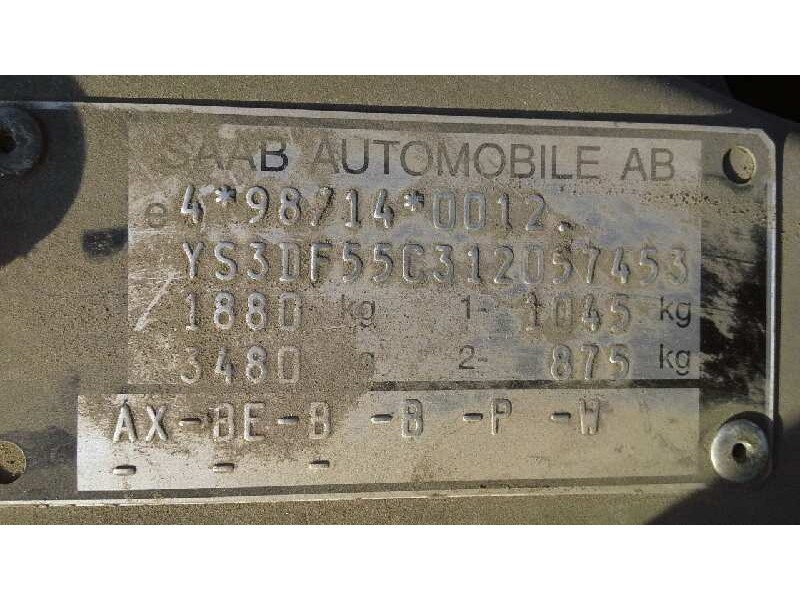 SAAB AUTOMOBILE AB
e4*98/14*0012
YS3DF55C312057453
1880 kg 1- 1045 kg
3480 g 2- 875 kg
AX-BE-B -B -P -W
- - -